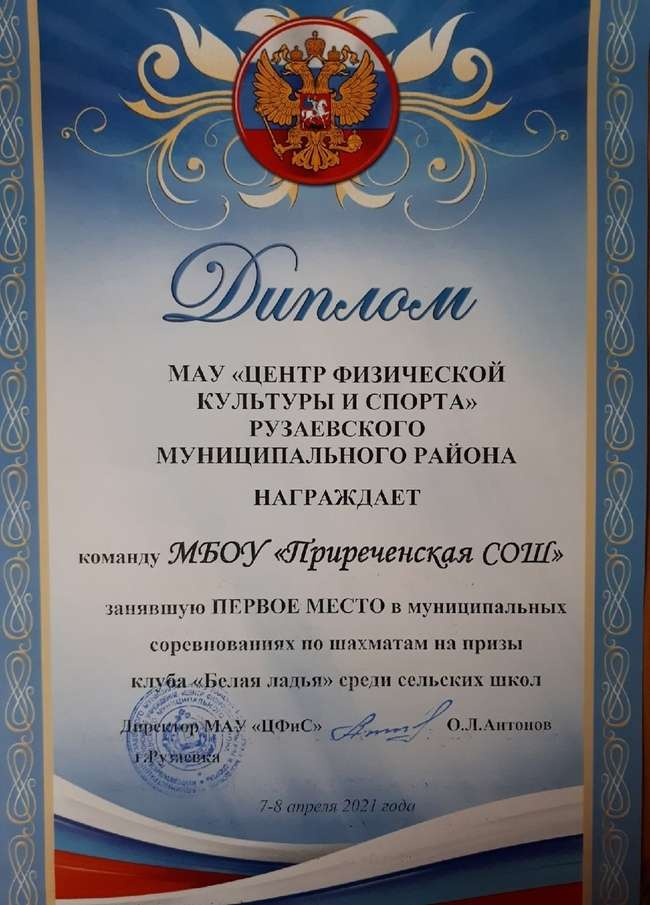 Диплом
МАУ «ЦЕНТР ФИЗИЧЕСКОЙ
КУЛЬТУРЫ И СПОРТА»
РУЗАЕВСКОГО
МУНИЦИПАЛЬНОГО РАЙОНА
НАГРАЖДАЕТ
команду МБОУ «Приреченская СОШ»
занявшую ПЕРВОЕ МЕСТО в муниципальных
соревнованиях по шахматам на призы
клуба «Белая ладья» среди сельских школ
Директор МАУ «ЦФиС» О.Л.Антонов
г.Рузаевка
7-8 апреля 2021 года